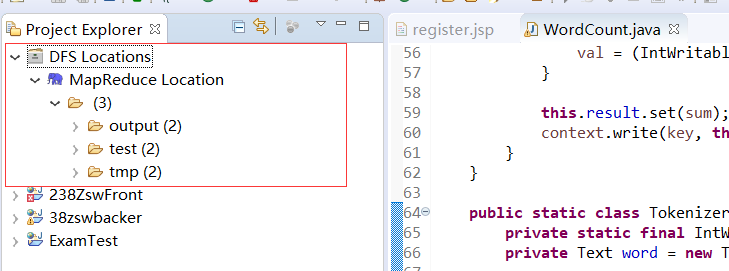 Project Explorer
DFS Locations
MapReduce Location
(3)
output (2)
test (2)
tmp (2)
238ZswFront
38zswbacker
ExamTest
register.jsp
WordCount.java
56 val = (IntWritabl
57 }
58
59 this.result.set(sum);
60 context.write(key, th
61 }
62 }
63
64 public static class Tokenizer
65 private static final IntW
66 private Text word = new T